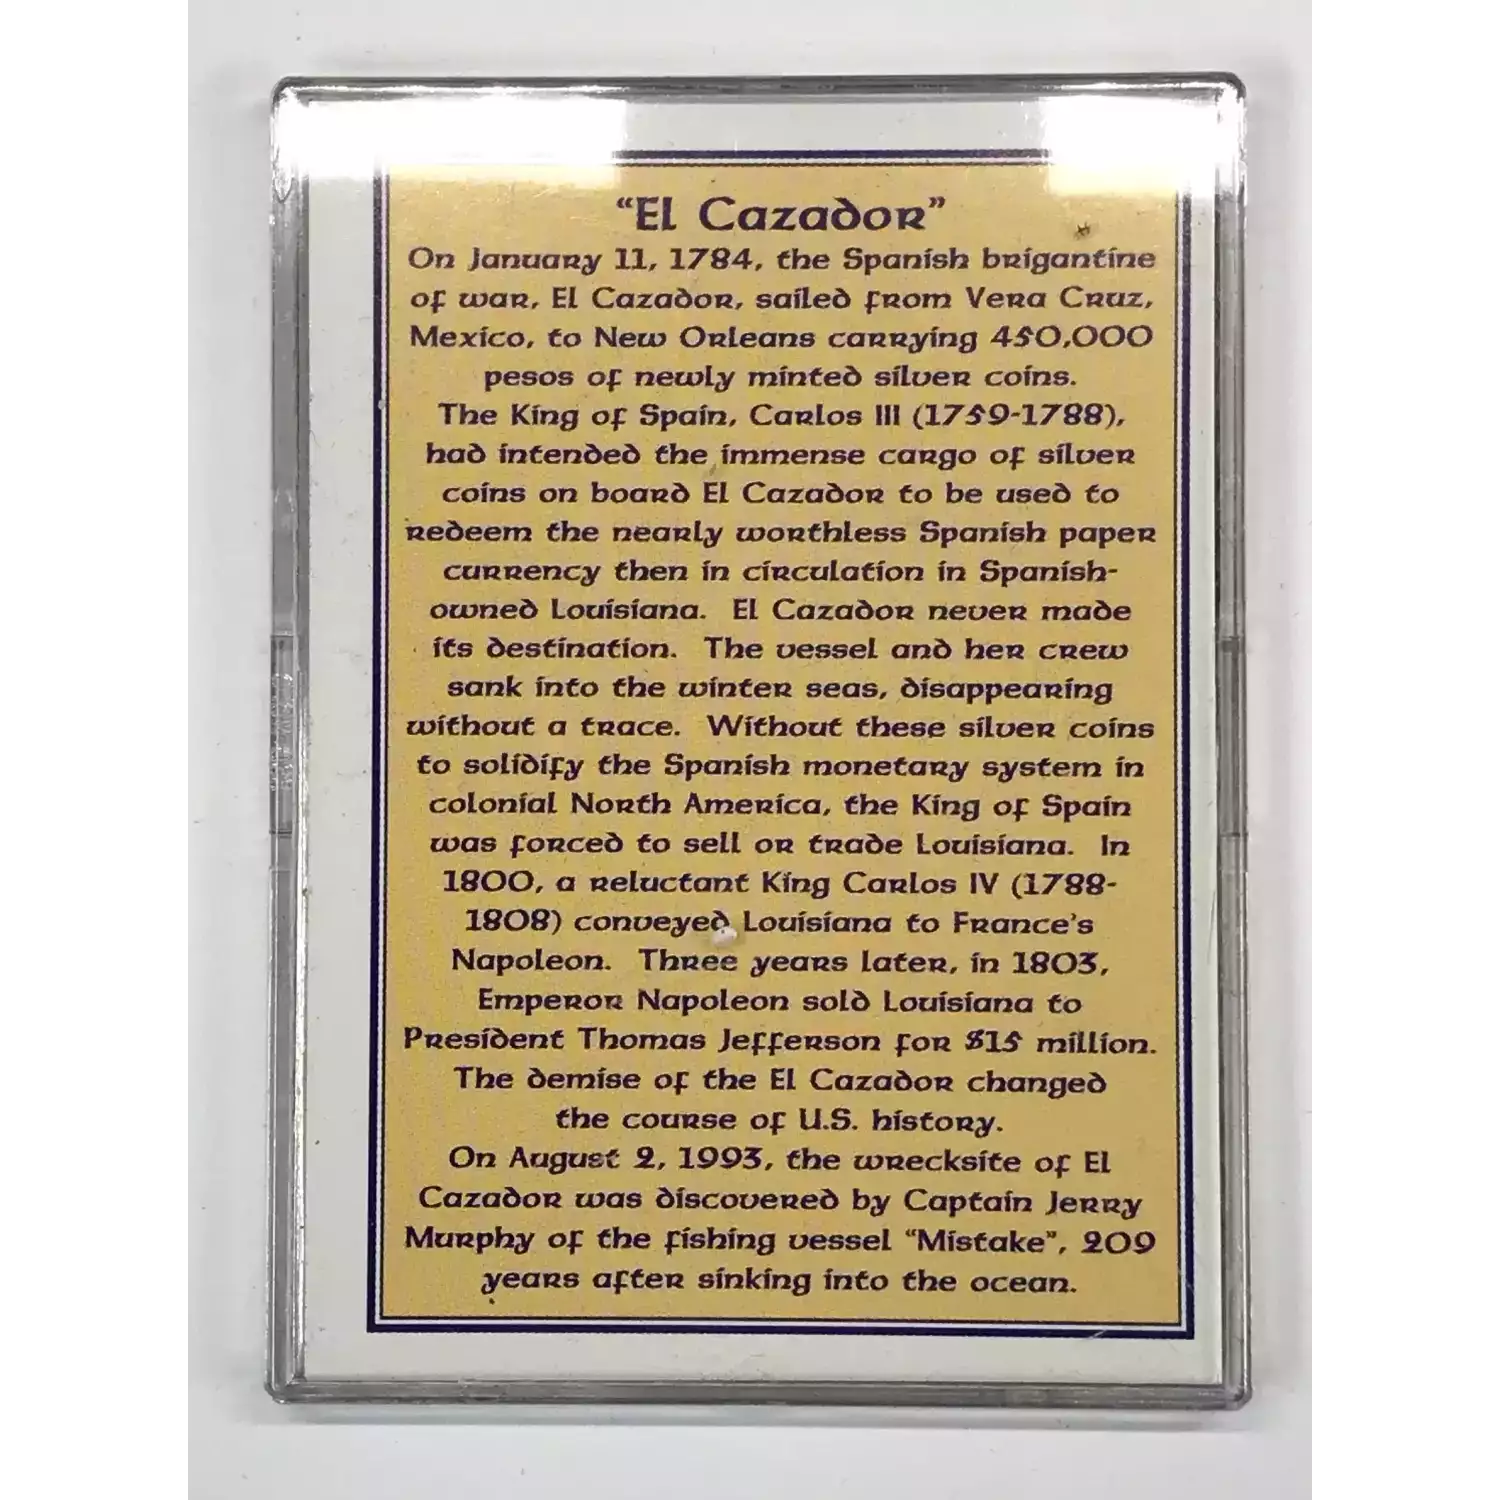 “El Cazador”
On January 11, 1784, the Spanish brigantine
of war, El Cazador, sailed from Vera Cruz,
Mexico, to New Orleans carrying 450,000
pesos of newly minted silver coins.
The King of Spain, Carlos III (1759-1788),
had intended the immense cargo of silver
coins on board El Cazador to be used to
redeem the nearly worthless Spanish paper
currency then in circulation in Spanish-
owned Louisiana. El Cazador never made
its destination. The vessel and her crew
sank into the winter seas, disappearing
without a trace. Without these silver coins
to solidify the Spanish monetary system in
colonial North America, the King of Spain
was forced to sell or trade Louisiana. In
1800, a reluctant King Carlos IV (1788-
1808) conveyed Louisiana to France's
Napoleon. Three years later, in 1803,
Emperor Napoleon sold Louisiana to
President Thomas Jefferson for $15 million.
The demise of the El Cazador changed
the course of U.S. history.
On August 2, 1993, the wrecksite of El
Cazador was discovered by Captain Jerry
Murphy of the fishing vessel “Mistake”, 209
years after sinking into the ocean.